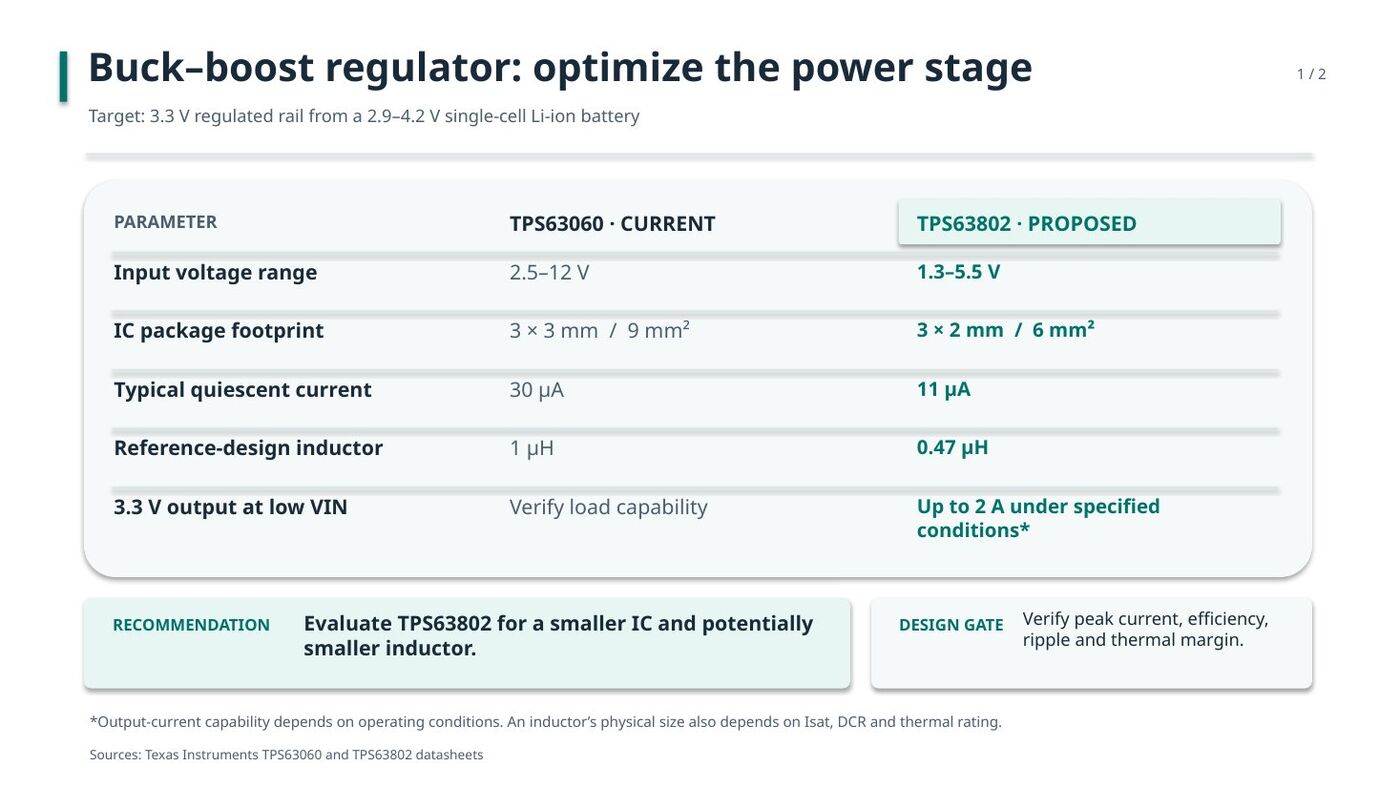 Buck–boost regulator: optimize the power stage
1 / 2
Target: 3.3 V regulated rail from a 2.9–4.2 V single-cell Li-ion battery
PARAMETER
TPS63060 · CURRENT
TPS63802 · PROPOSED
Input voltage range
2.5–12 V
1.3–5.5 V
IC package footprint
3 × 3 mm / 9 mm²
3 × 2 mm / 6 mm²
Typical quiescent current
30 µA
11 µA
Reference-design inductor
1 µH
0.47 µH
3.3 V output at low VIN
Verify load capability
Up to 2 A under specified
conditions*
RECOMMENDATION
Evaluate TPS63802 for a smaller IC and potentially
smaller inductor.
DESIGN GATE
Verify peak current, efficiency,
ripple and thermal margin.
*Output-current capability depends on operating conditions. An inductor’s physical size also depends on Isat, DCR and thermal rating.
Sources: Texas Instruments TPS63060 and TPS63802 datasheets